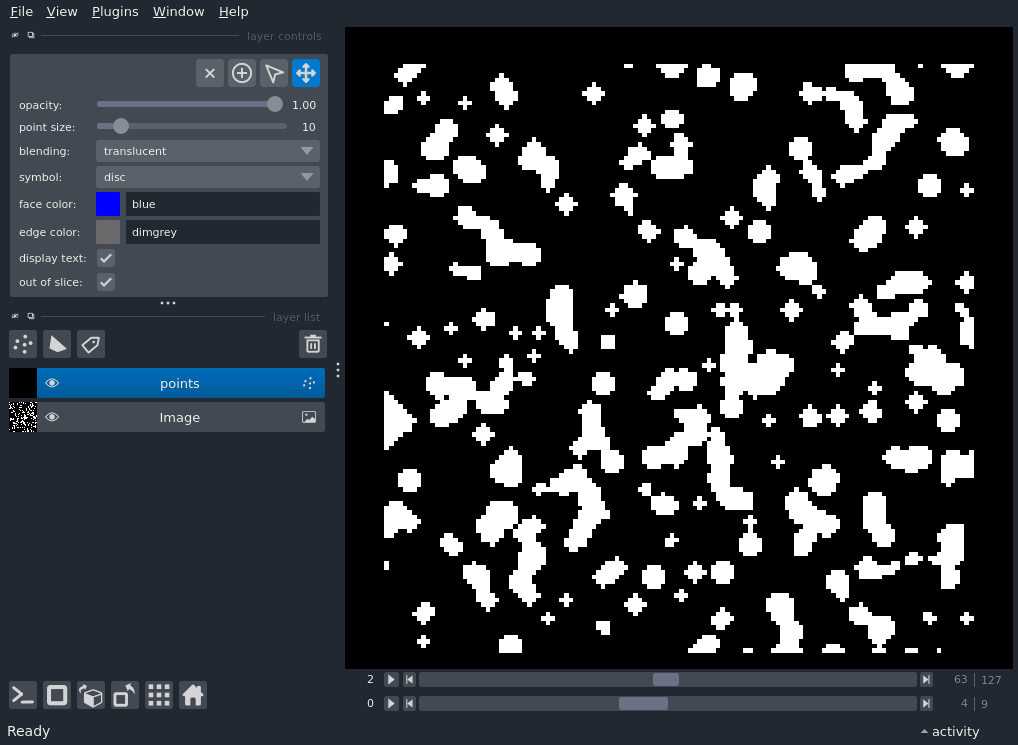 File View Plugins Window Help
layer controls
opacity: 1.00
point size: 10
blending: translucent
symbol: disc
face color: blue
edge color: dimgrey
display text:
out of slice:
layer list
points
Image
2 63 127
0 4 9
Ready activity